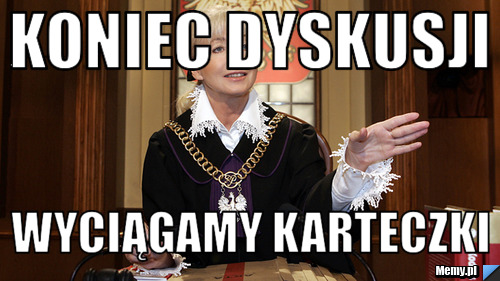 KONIEC DYSKUSJI
WYCIĄGAMY KARTECZKI
Memy.pl